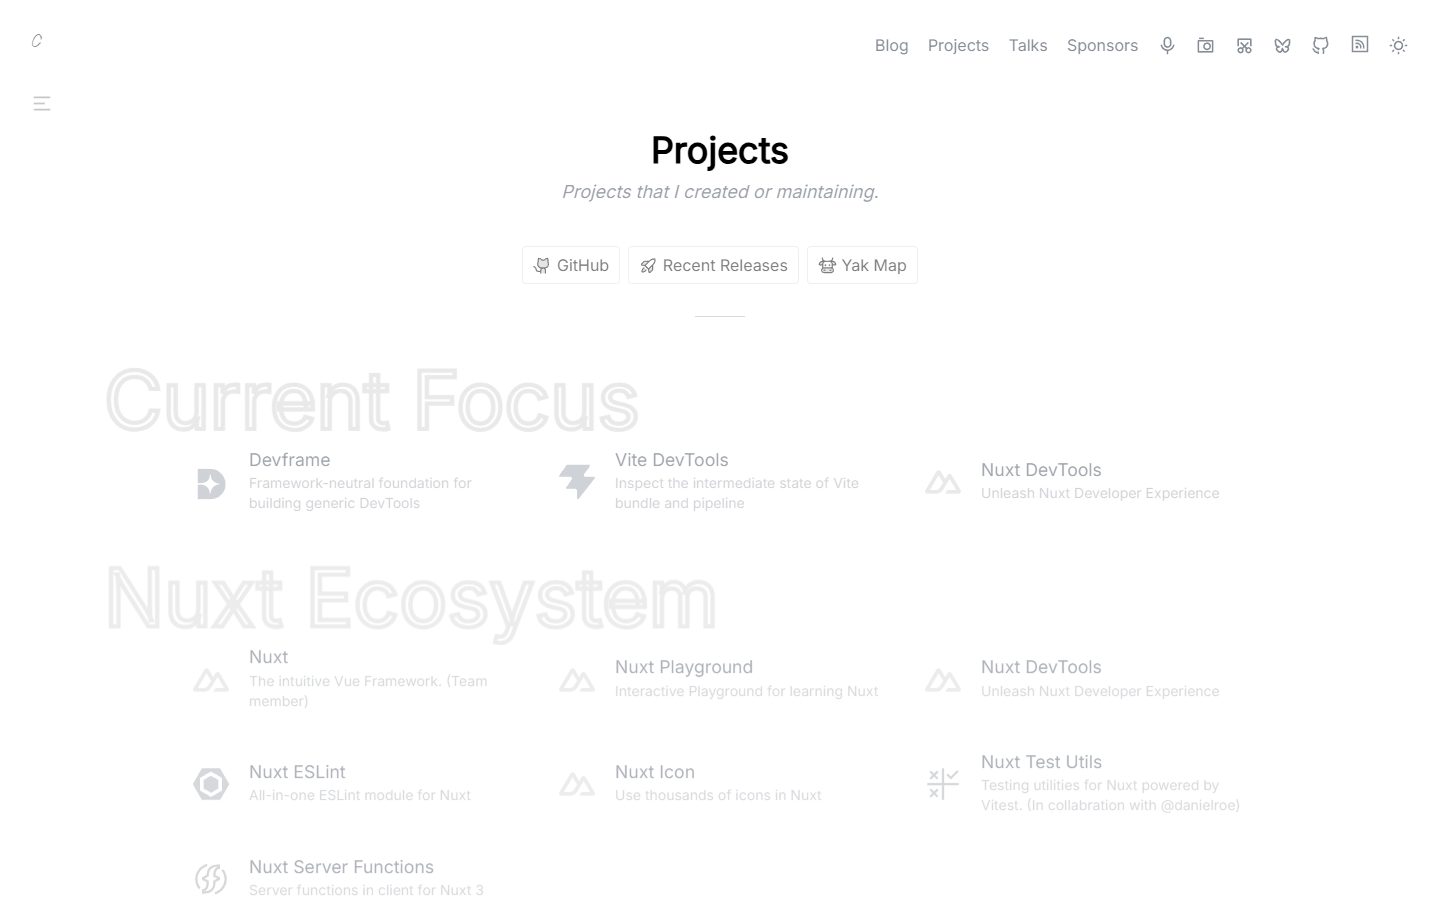 Blog Projects Talks Sponsors
Projects
Projects that I created or maintaining.
GitHub Recent Releases Yak Map
Current Focus
Devframe
Framework-neutral foundation for
building generic DevTools
Vite DevTools
Inspect the intermediate state of Vite
bundle and pipeline
Nuxt DevTools
Unleash Nuxt Developer Experience
Nuxt Ecosystem
Nuxt
The intuitive Vue Framework. (Team
member)
Nuxt Playground
Interactive Playground for learning Nuxt
Nuxt DevTools
Unleash Nuxt Developer Experience
Nuxt ESLint
All-in-one ESLint module for Nuxt
Nuxt Icon
Use thousands of icons in Nuxt
Nuxt Test Utils
Testing utilities for Nuxt powered by
Vitest. (In collabration with @danielroe)
Nuxt Server Functions
Server functions in client for Nuxt 3